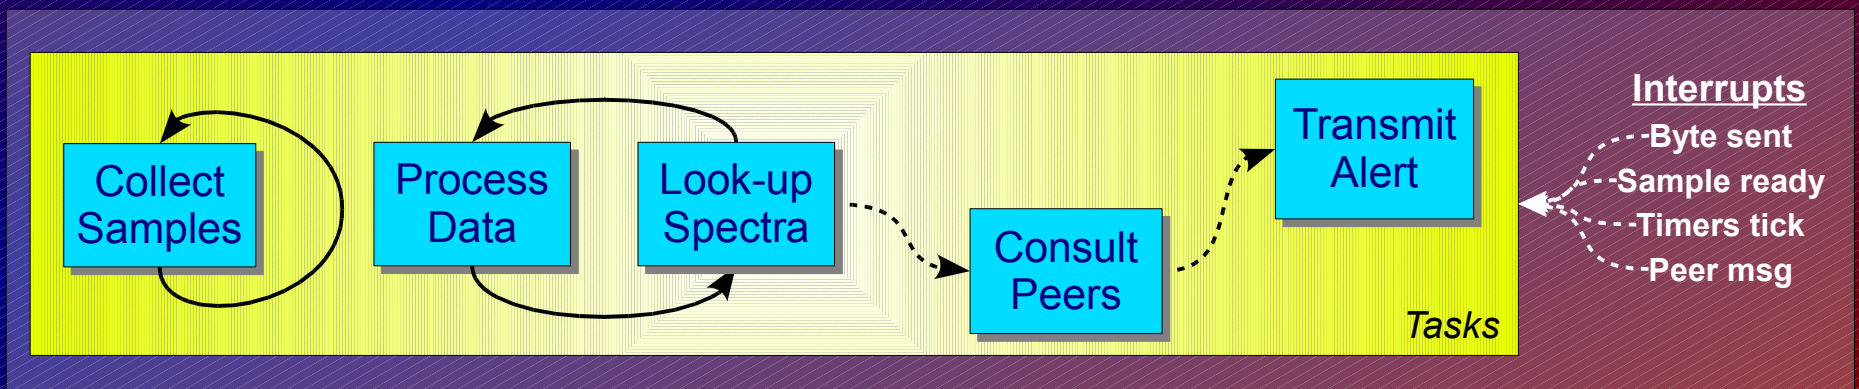 Collect
Samples
Process
Data
Look-up
Spectra
Consult
Peers
Transmit
Alert
Tasks
Interrupts
Byte sent
Sample ready
Timers tick
Peer msg